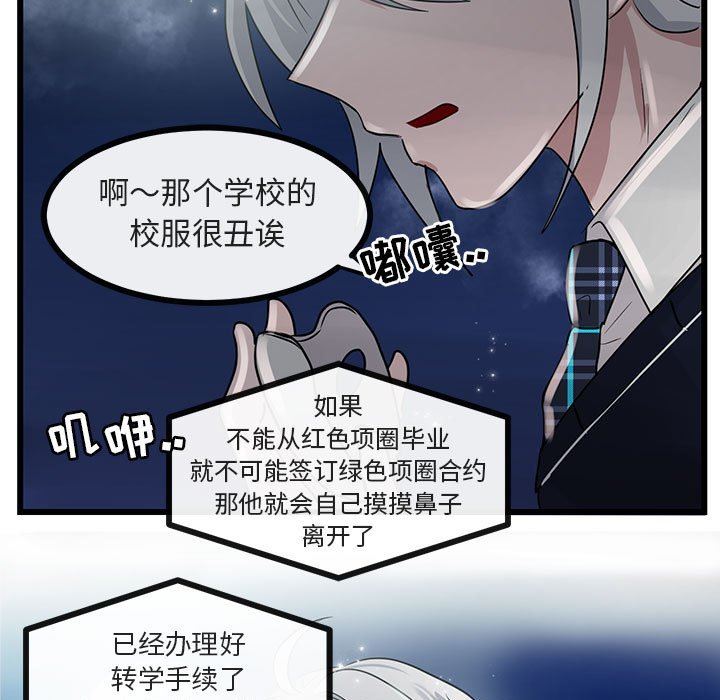 啊～那个学校的
校服很丑诶
嘟囔..
叽咿..
如果
不能从红色项圈毕业
就不可能签订绿色项圈合约
那他就会自己摸摸鼻子
离开了
已经办理好
转学手续了